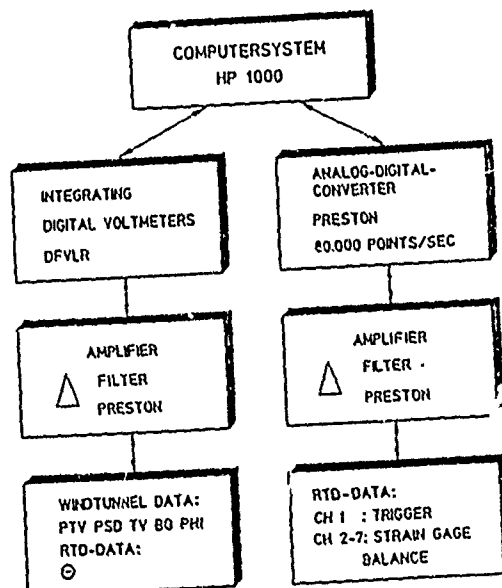 COMPUTERSYSTEM
HP 1000
INTEGRATING
DIGITAL VOLTMETERS
DFVLR
ANALOG-DIGITAL-
CONVERTER
PRESTON
80.000 POINTS/SEC
AMPLIFIER
FILTER
PRESTON
AMPLIFIER
FILTER
PRESTON
WINDTUNNEL DATA:
PTV PSD TV BO PHI
RTD-DATA:
Θ
RTD-DATA:
CH 1 : TRIGGER
CH 2-7: STRAIN GAGE
BALANCE